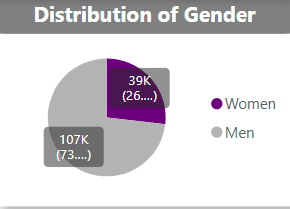 Distribution of Gender
39K
(26....)
Women
Men
107K
(73....)